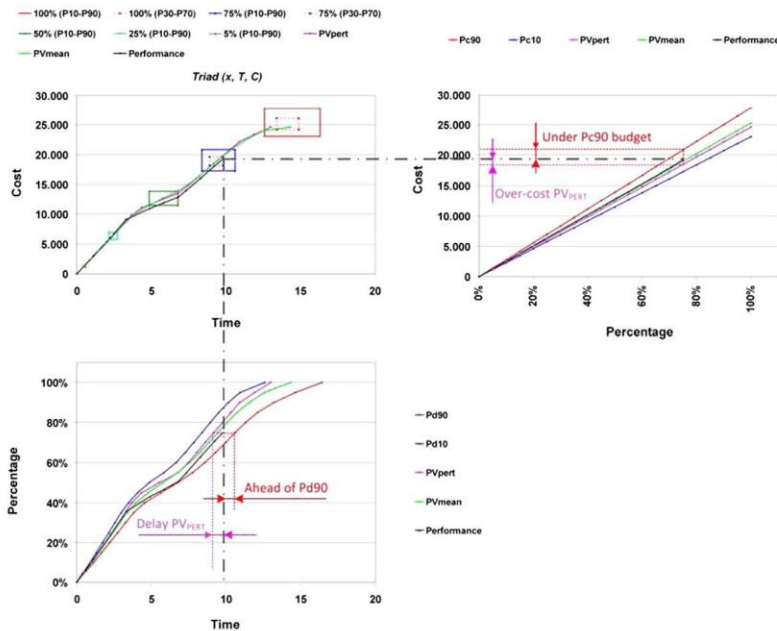 100% (P10-P90) 100% (P30-P70) 75% (P10-P90) 75% (P30-P70)
50% (P10-P90) 25% (P10-P90) 5% (P10-P90) PVpert
PVmean Performance
Triad (x, T, C)
30.000
25.000
20.000
15.000
10.000
5.000
0
Cost
0 5 10 15 20
Time
Pc90 Pc10 PVpert PVmean Performance
30.000
25.000
20.000
15.000
10.000
5.000
0
Cost
Under Pc90 budget
Over-cost PVPERT
0% 20% 40% 60% 80% 100%
Percentage
100%
80%
60%
40%
20%
0%
Percentage
Ahead of Pd90
Delay PVPERT
0 5 10 15 20
Time
Pd90
Pd10
PVpert
PVmean
Performance